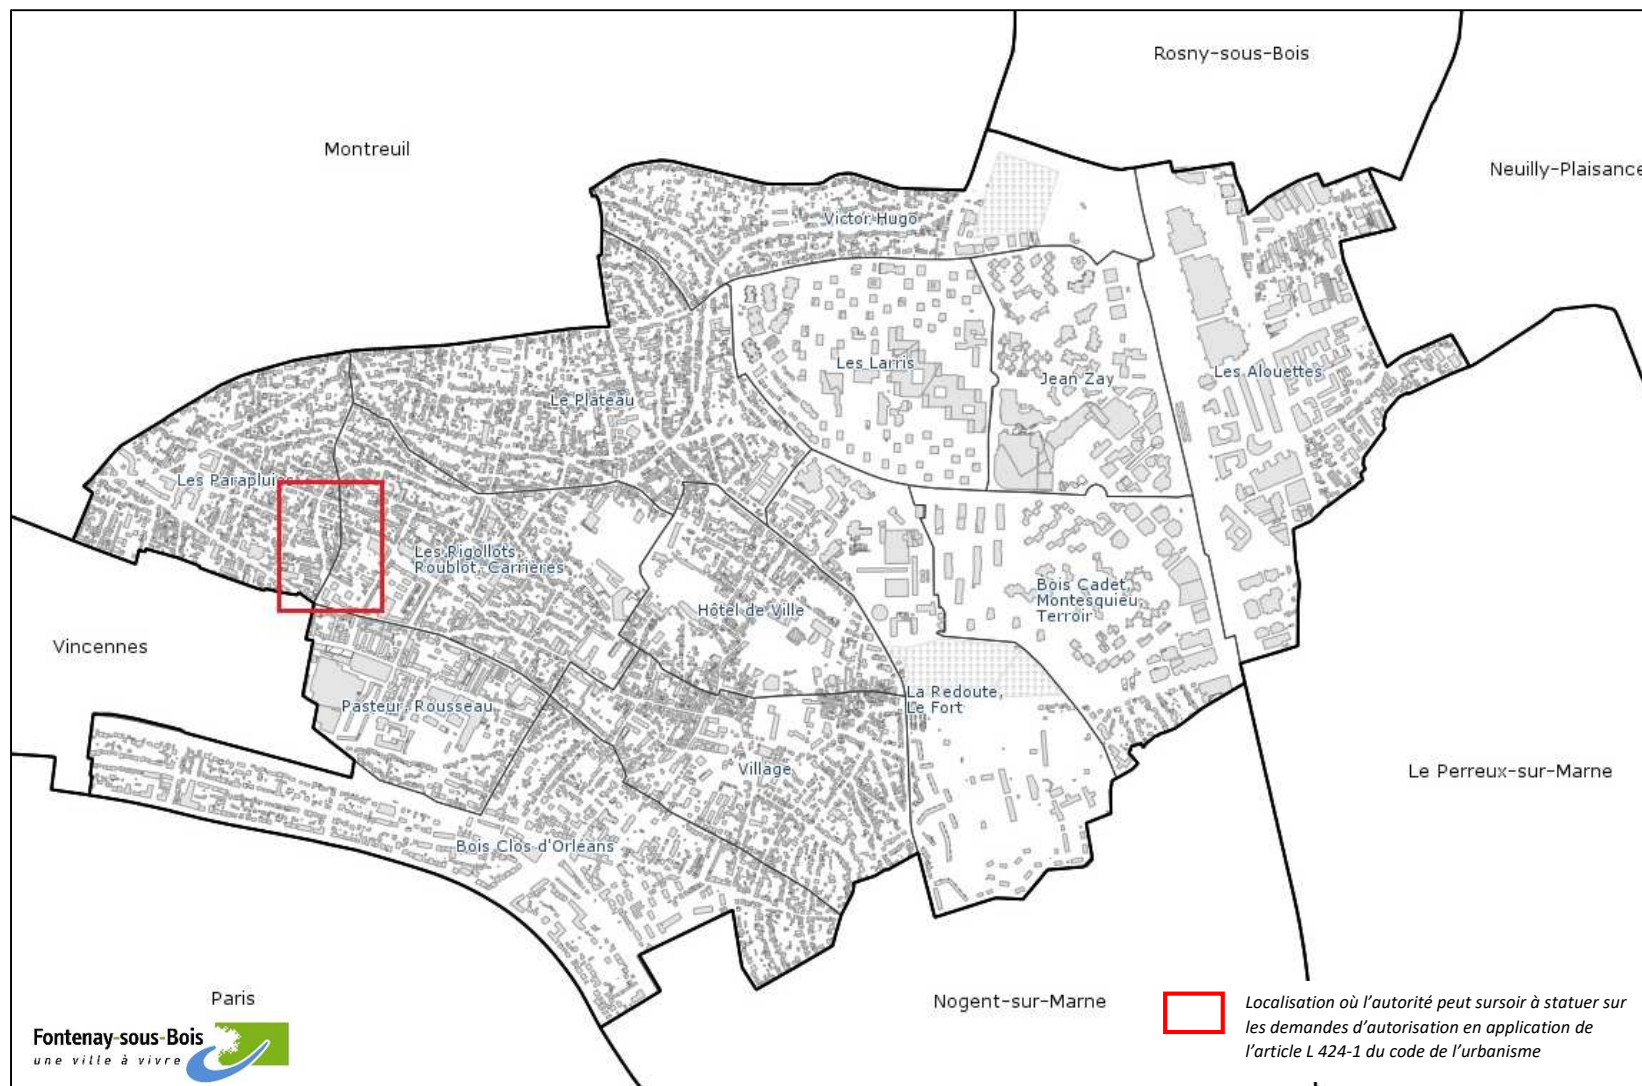 Rosny-sous-Bois
Montreuil
Neuilly-Plaisance
Victor Hugo
Les Larris
Jean Zay
Les Alouettes
Le Plateau
Les Parapluies
Les Rigollots,
Roublot, Carrières
Bois Cadet,
Montesquieu,
Terroir
Hôtel de Ville
Vincennes
La Redoute,
Le Fort
Pasteur, Rousseau
Village
Le Perreux-sur-Marne
Bois Clos d'Orléans
Paris
Nogent-sur-Marne
Localisation où l’autorité peut sursoir à statuer sur
les demandes d’autorisation en application de
l’article L 424-1 du code de l’urbanisme
Fontenay-sous-Bois
une ville à vivre